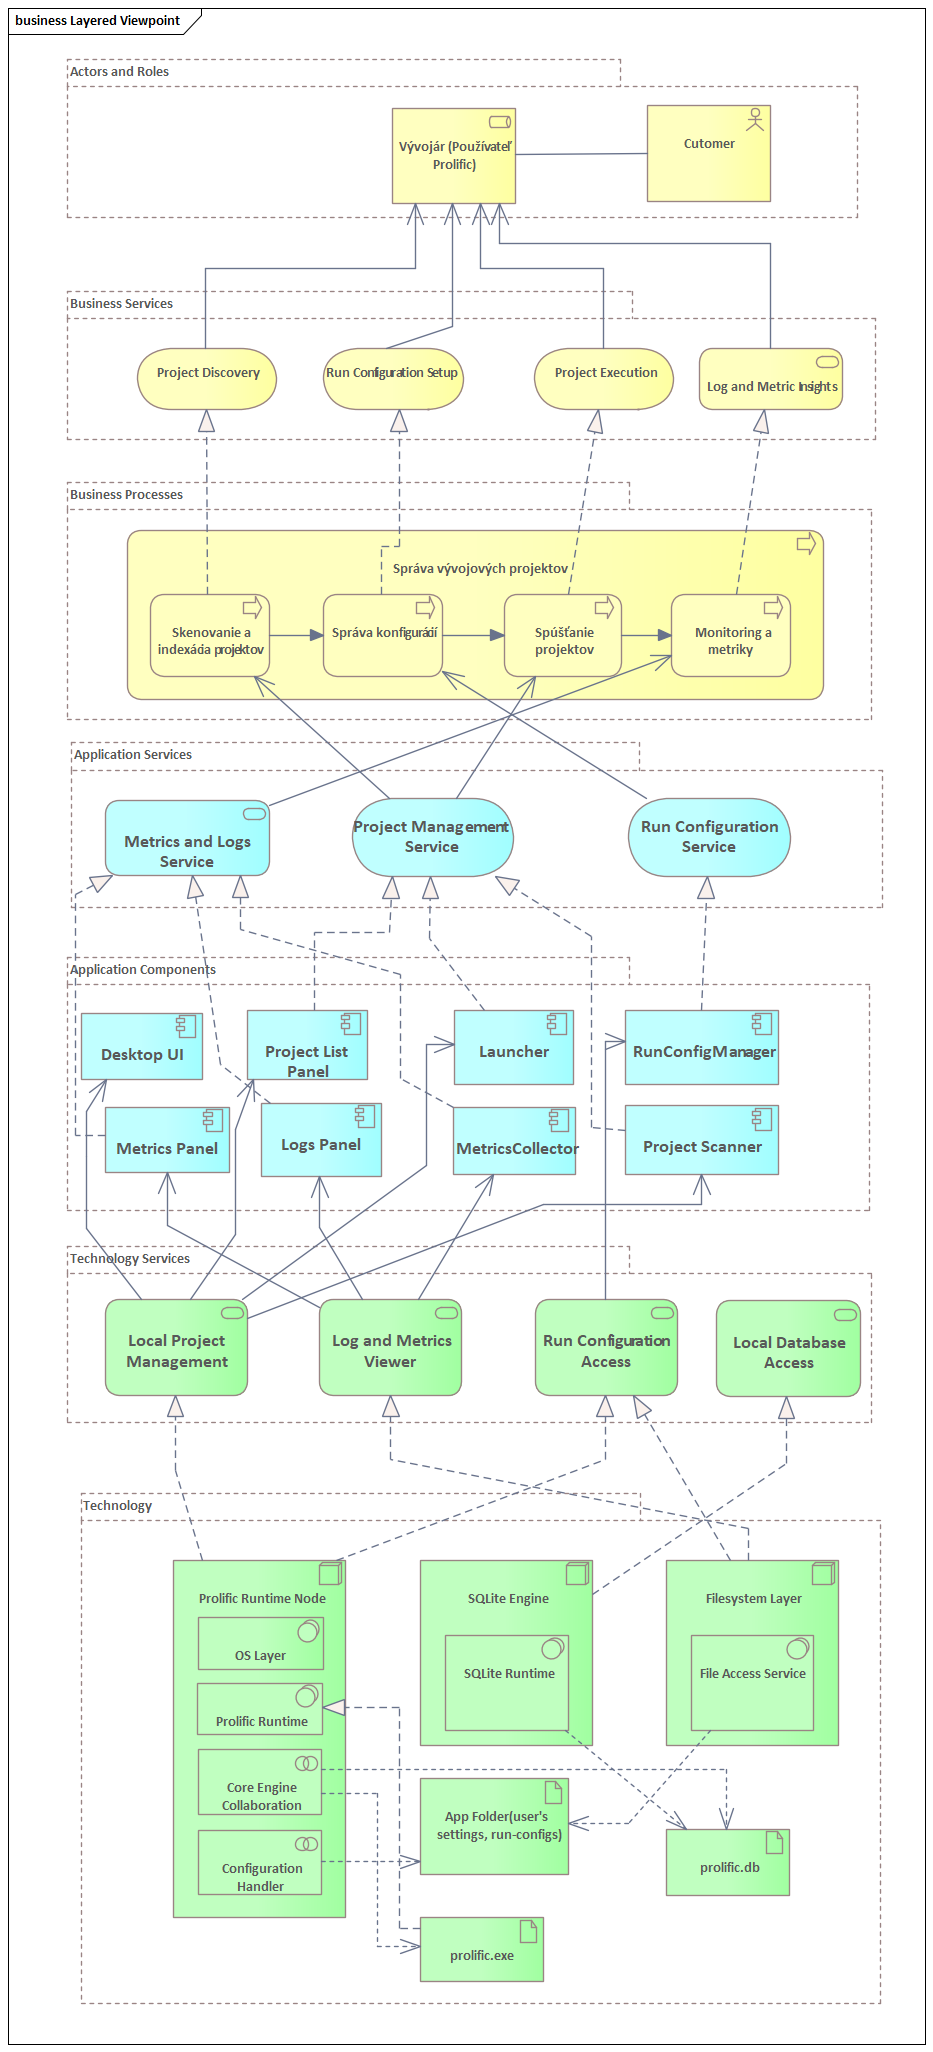 business Layered Viewpoint
Actors and Roles
Vývojár (Používateľ
Prolific)
Cutomer
Business Services
Project Discovery
Run Configuration Setup
Project Execution
Log and Metric Insights
Business Processes
Správa vývojových projektov
Skenovanie a
indexácia projektov
Správa konfigurácií
Spúšťanie
projektov
Monitoring a
metriky
Application Services
Metrics and Logs
Service
Project Management
Service
Run Configuration
Service
Application Components
Desktop UI
Project List
Panel
Launcher
RunConfigManager
Metrics Panel
Logs Panel
MetricsCollector
Project Scanner
Technology Services
Local Project
Management
Log and Metrics
Viewer
Run Configuration
Access
Local Database
Access
Technology
Prolific Runtime Node
SQLite Engine
Filesystem Layer
OS Layer
SQLite Runtime
File Access Service
Prolific Runtime
Core Engine
Collaboration
App Folder(user's
settings, run-configs)
Configuration
Handler
prolific.db
prolific.exe